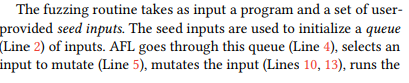 The fuzzing routine takes as input a program and a set of user-
provided seed inputs. The seed inputs are used to initialize a queue
(Line 2) of inputs. AFL goes through this queue (Line 4), selects an
input to mutate (Line 5), mutates the input (Lines 10, 13), runs the